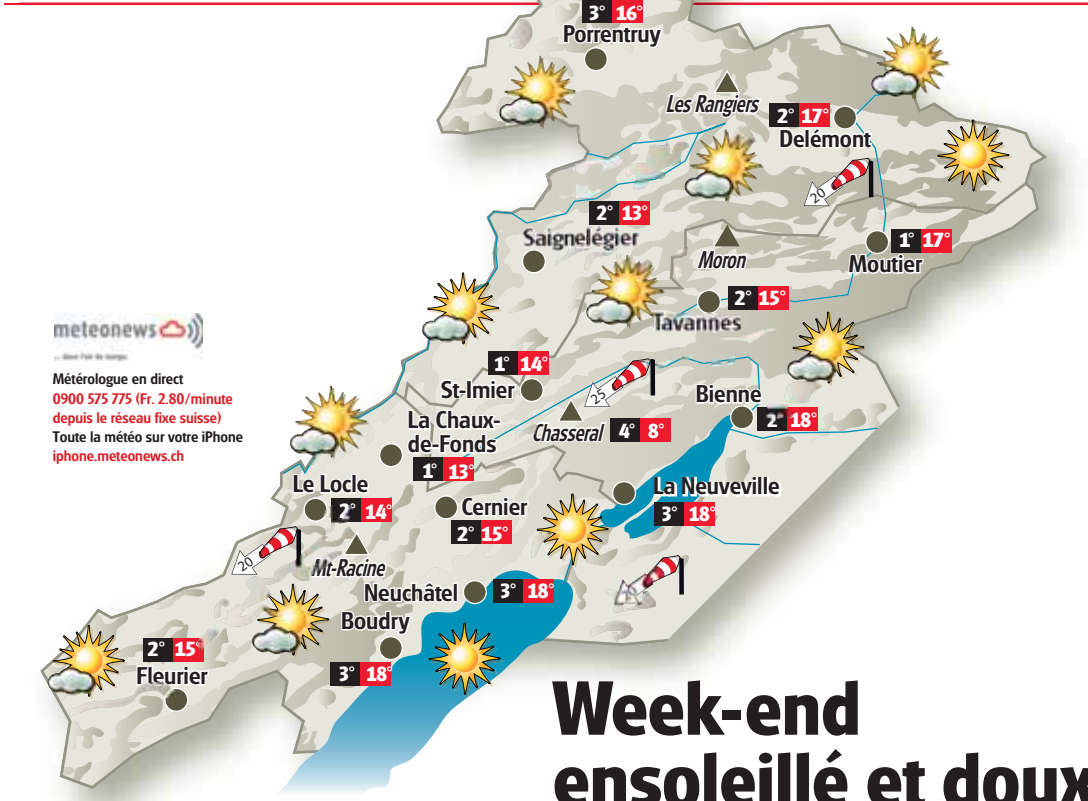 3° 16°
Porrentruy
Les Rangiers
2° 17°
Delémont
20
2° 13°
Saignelégier
Moron
1° 17°
Moutier
2° 15°
Tavannes
meteonews
Métérologue en direct
0900 575 775 (Fr. 2.80/minute
depuis le réseau fixe suisse)
Toute la météo sur votre iPhone
iphone.meteonews.ch
1° 14°
St-Imier
25
Chasseral 4° 8°
Bienne
2° 18°
La Chaux-
de-Fonds
1° 13°
Le Locle
2° 14°
Cernier
2° 15°
La Neuveville
3° 18°
20
Mt-Racine
Neuchâtel 3° 18°
Boudry
3° 18°
2° 15°
Fleurier
Week-end
ensoleillé et doux